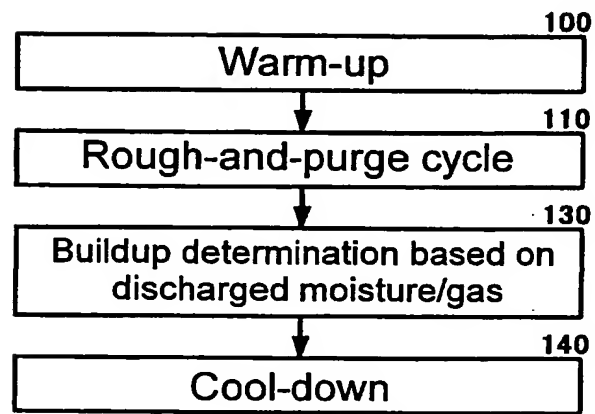 100
Warm-up
110
Rough-and-purge cycle
130
Buildup determination based on
discharged moisture/gas
140
Cool-down